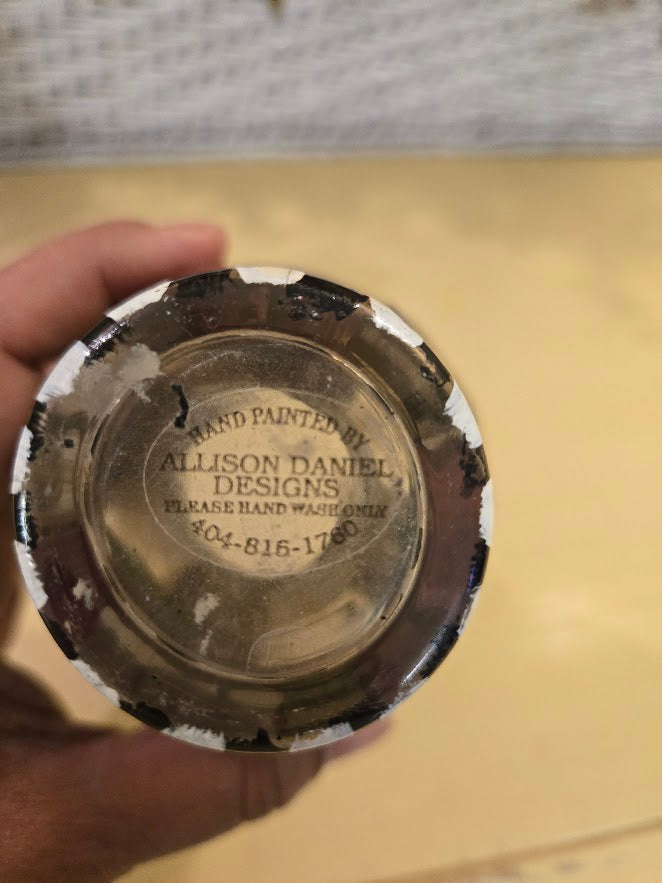 HAND PAINTED BY
ALLISON DANIEL
DESIGNS
PLEASE HAND WASH ONLY
404-816-1760